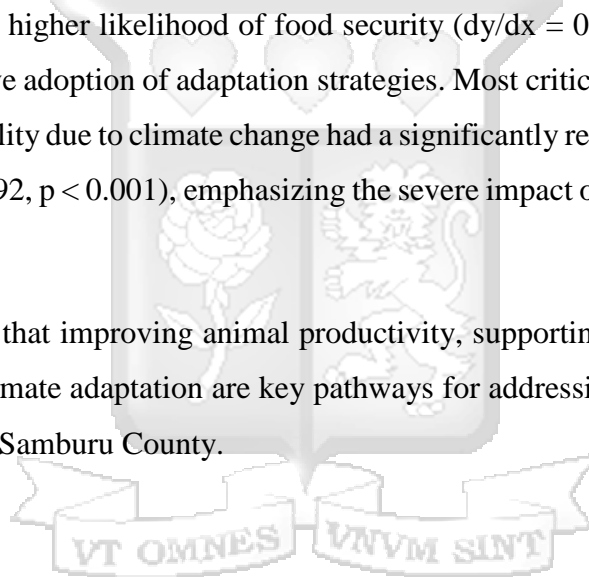 higher likelihood of food security (dy/dx = 0
e adoption of adaptation strategies. Most critic
lity due to climate change had a significantly re
92, p < 0.001), emphasizing the severe impact o
that improving animal productivity, supportin
mate adaptation are key pathways for addressi
Samburu County.
VT OMNES VNVM SINT